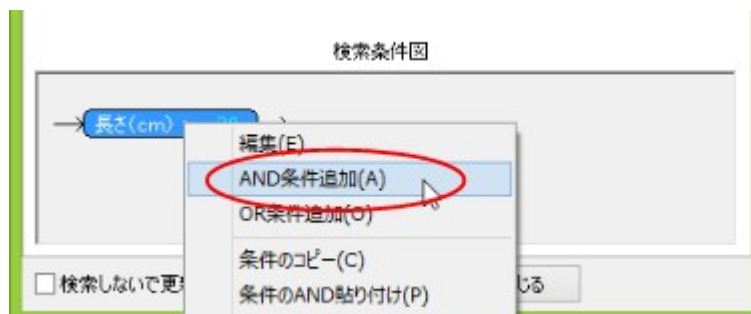 検索条件図
長さ(cm)
編集(E)
AND条件追加(A)
OR条件追加(O)
条件のコピー(C)
検索しないで更
じる
条件のAND貼り付け(P)